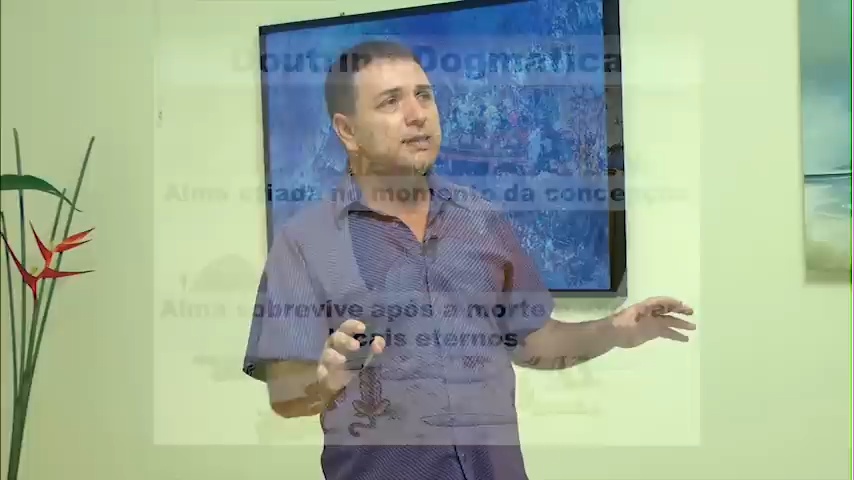 Doutrina Dogmática
Alma criada no momento da concepção
Alma sobrevive após a morte
locais eternos.